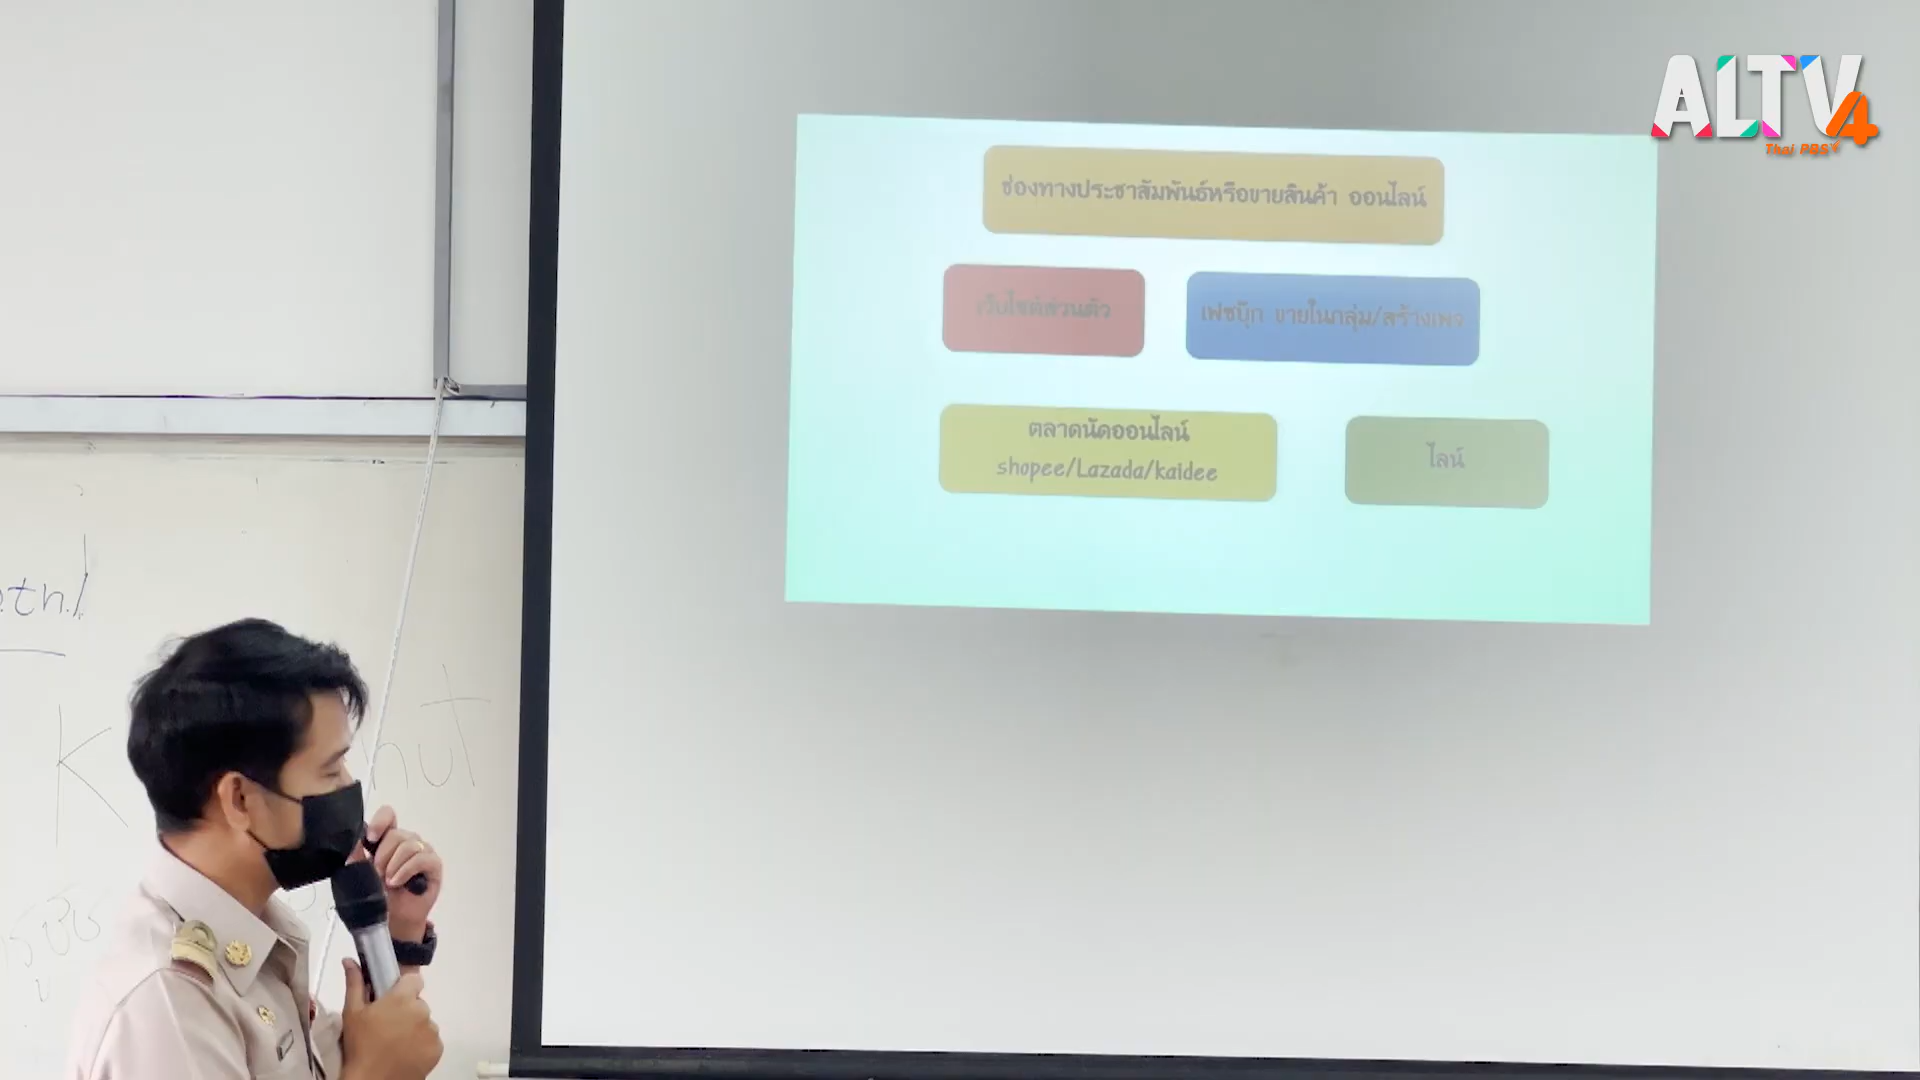 ALTV4
Thai PBS
ช่องทางประชาสัมพันธ์หรือขายสินค้า ออนไลน์
เว็บไซต์ส่วนตัว
เฟซบุ๊ก ขายในกลุ่ม/สร้างเพจ
ตลาดนัดออนไลน์
shopee/Lazada/kaidee
ไลน์